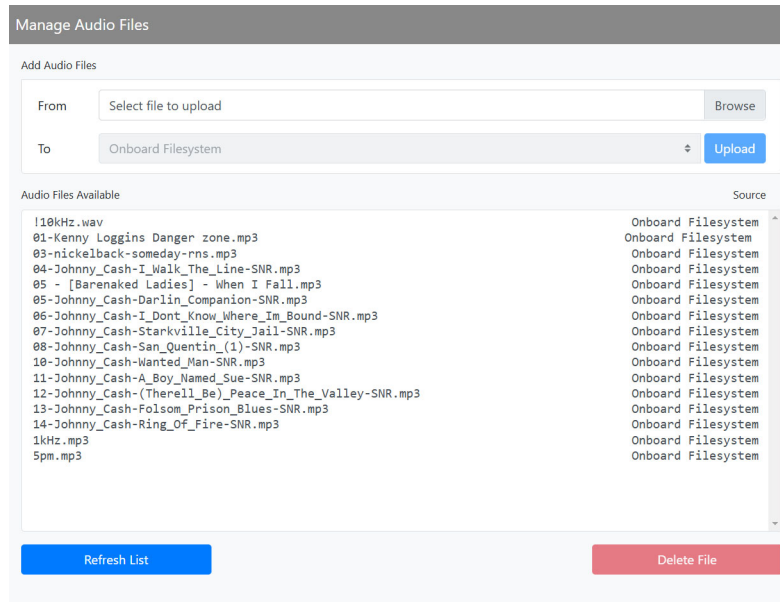 Manage Audio Files
Add Audio Files
From Select file to upload Browse
To Onboard Filesystem Upload
Audio Files Available Source
!10kHz.wav Onboard Filesystem
01-Kenny Loggins Danger zone.mp3 Onboard Filesystem
03-nickelback-someday-rns.mp3 Onboard Filesystem
04-Johnny_Cash-I_Walk_The_Line-SNR.mp3 Onboard Filesystem
05 - [Barenaked Ladies] - When I Fall.mp3 Onboard Filesystem
05-Johnny_Cash-Darlin_Companion-SNR.mp3 Onboard Filesystem
06-Johnny_Cash-I_Dont_Know_Where_Im_Bound-SNR.mp3 Onboard Filesystem
07-Johnny_Cash-Starkville_City_Jail-SNR.mp3 Onboard Filesystem
08-Johnny_Cash-San_Quentin_(1)-SNR.mp3 Onboard Filesystem
10-Johnny_Cash-Wanted_Man-SNR.mp3 Onboard Filesystem
11-Johnny_Cash-A_Boy_Named_Sue-SNR.mp3 Onboard Filesystem
12-Johnny_Cash-(Therell_Be)_Peace_In_The_Valley-SNR.mp3 Onboard Filesystem
13-Johnny_Cash-Folsom_Prison_Blues-SNR.mp3 Onboard Filesystem
14-Johnny_Cash-Ring_Of_Fire-SNR.mp3 Onboard Filesystem
1kHz.mp3 Onboard Filesystem
5pm.mp3 Onboard Filesystem
Refresh List Delete File